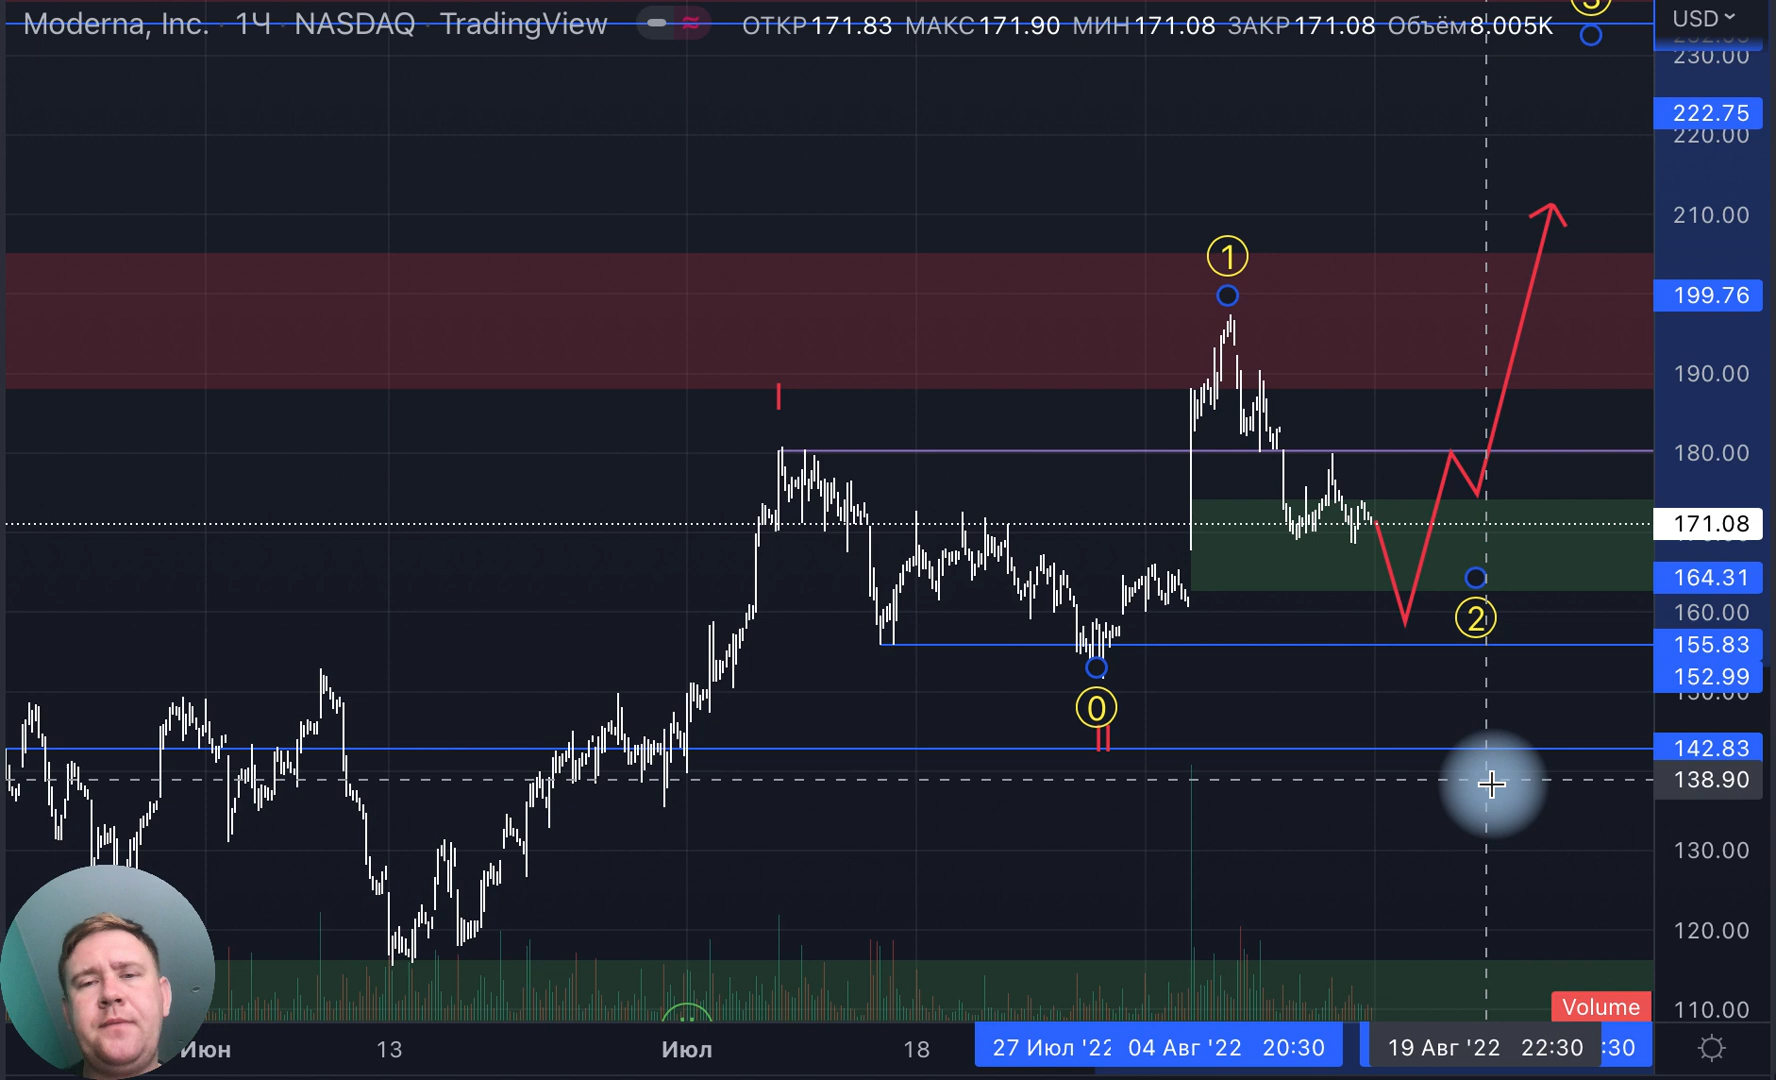 Moderna, Inc. · 1Ч · NASDAQ · TradingView
ОТКР171.83 МАКС171.90 МИН171.08 ЗАКР171.08 Объём8.005K
USD
230.00
222.75
220.00
210.00
199.76
190.00
180.00
171.08
164.31
160.00
155.83
152.99
150.00
142.83
138.90
130.00
120.00
110.00
1
I
2
0
II
Volume
Июн
13
Июл
18
27 Июл '22
04 Авг '22 20:30
19 Авг '22 22:30
:30